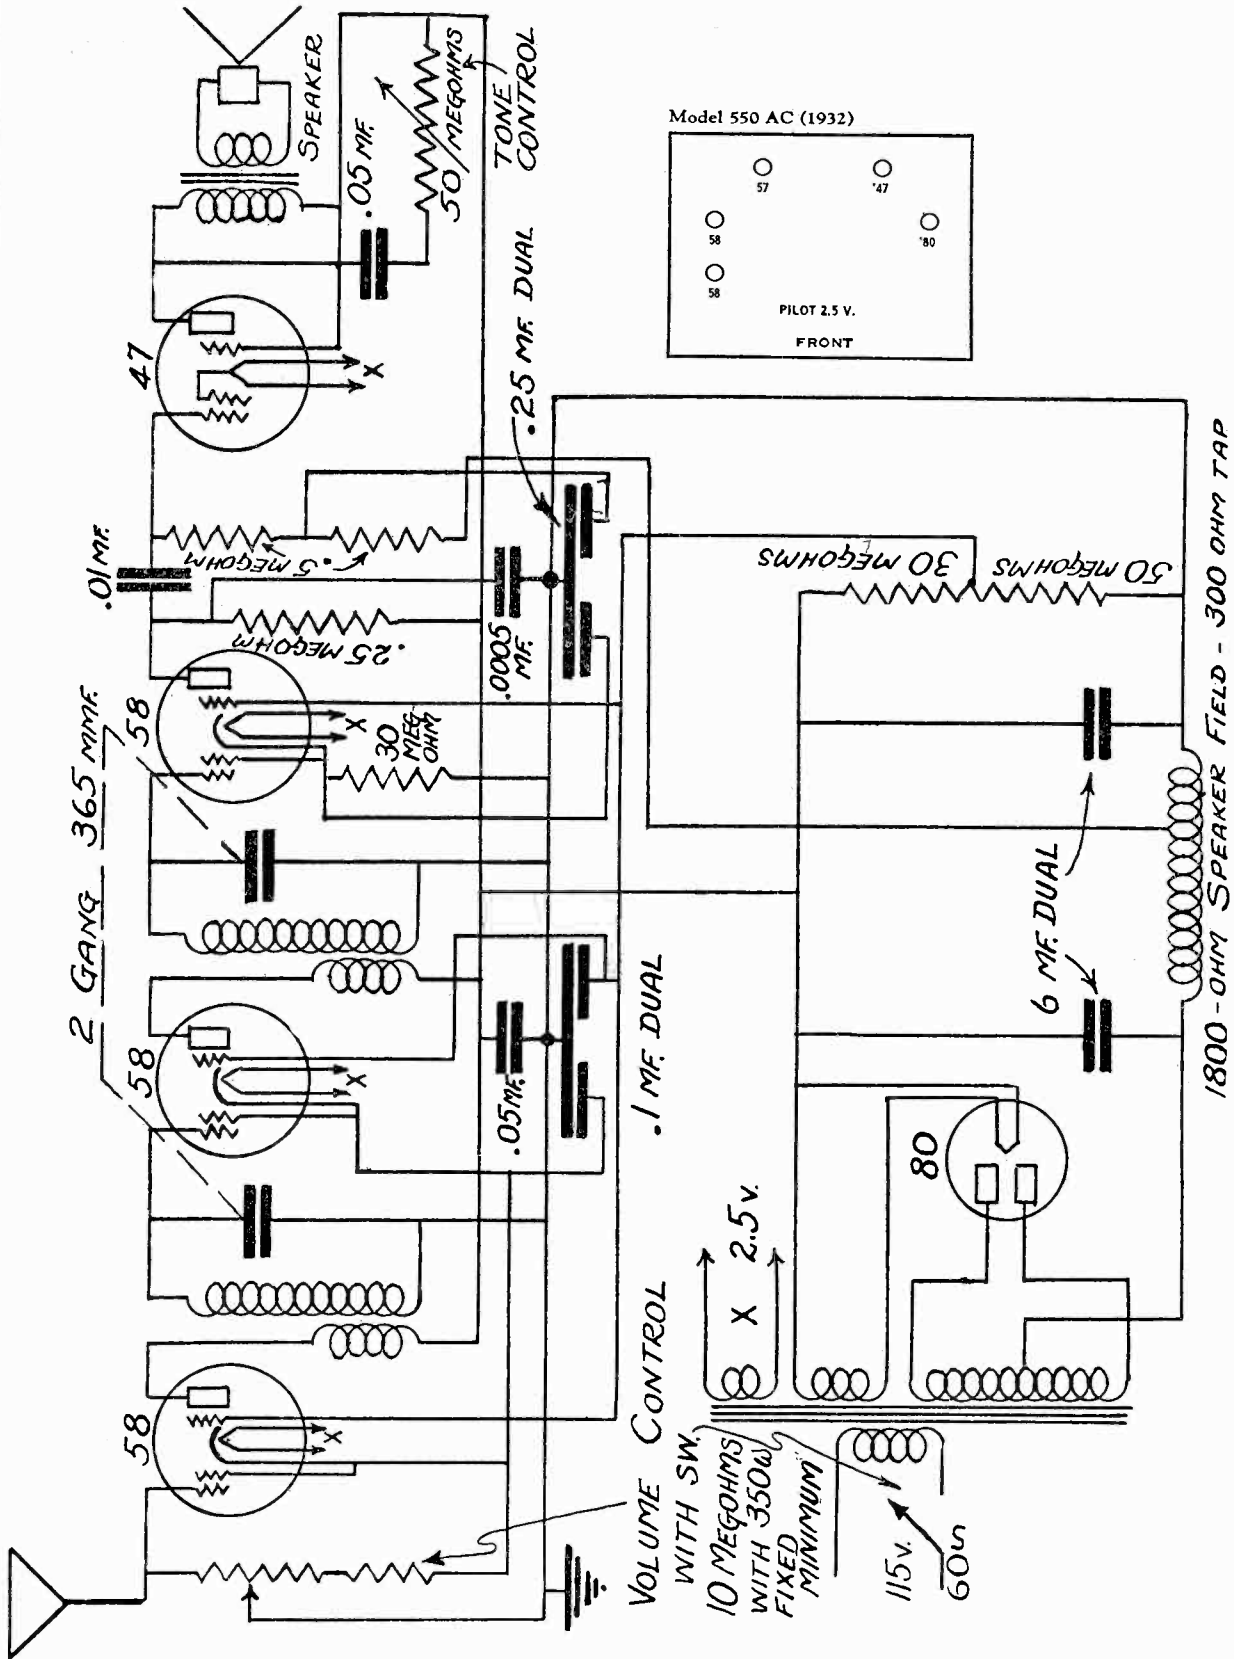 SPEAKER
.05 MF.
50 MEGOHMS
TONE
CONTROL
47
.01 MF.
.5 MEGOHM
.25 MEGOHM
.0005
MF.
.25 MF. DUAL
X
58
X
30
MEG-
OHM
2 GANG 365 MMF.
58
X
.05 MF.
.1 MF. DUAL
58
X
VOLUME CONTROL
WITH SW.
10 MEGOHMS
WITH 350ω
FIXED
MINIMUM
115 v.
60 S
X 2.5 v.
80
6 MF. DUAL
30 MEGOHMS
50 MEGOHMS
1800-OHM SPEAKER FIELD - 300 OHM TAP
Model 550 AC (1932)
57
'47
58
'80
58
PILOT 2.5 V.
FRONT